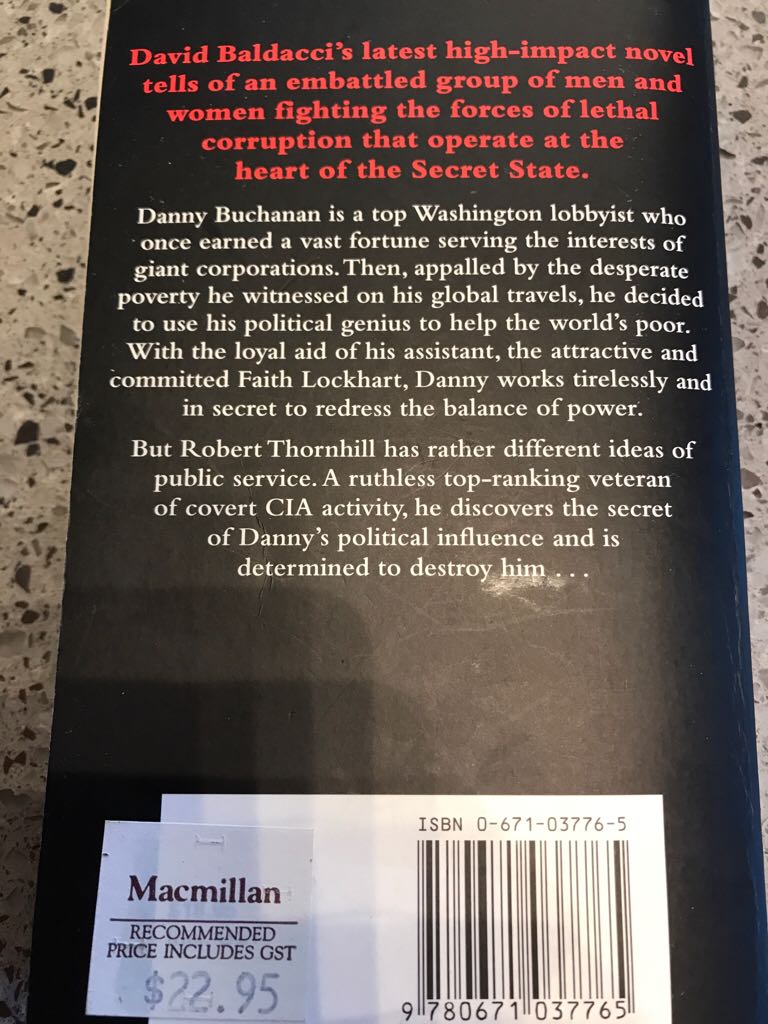 David Baldacci's latest high-impact novel
tells of an embattled group of men and
women fighting the forces of lethal
corruption that operate at the
heart of the Secret State.
Danny Buchanan is a top Washington lobbyist who
once earned a vast fortune serving the interests of
giant corporations. Then, appalled by the desperate
poverty he witnessed on his global travels, he decided
to use his political genius to help the world's poor.
With the loyal aid of his assistant, the attractive and
committed Faith Lockhart, Danny works tirelessly and
in secret to redress the balance of power.
But Robert Thornhill has rather different ideas of
public service. A ruthless top-ranking veteran
of covert CIA activity, he discovers the secret
of Danny's political influence and is
determined to destroy him . . .
ISBN 0-671-03776-5
Macmillan
RECOMMENDED
PRICE INCLUDES GST
$22.95
9 780671 037765